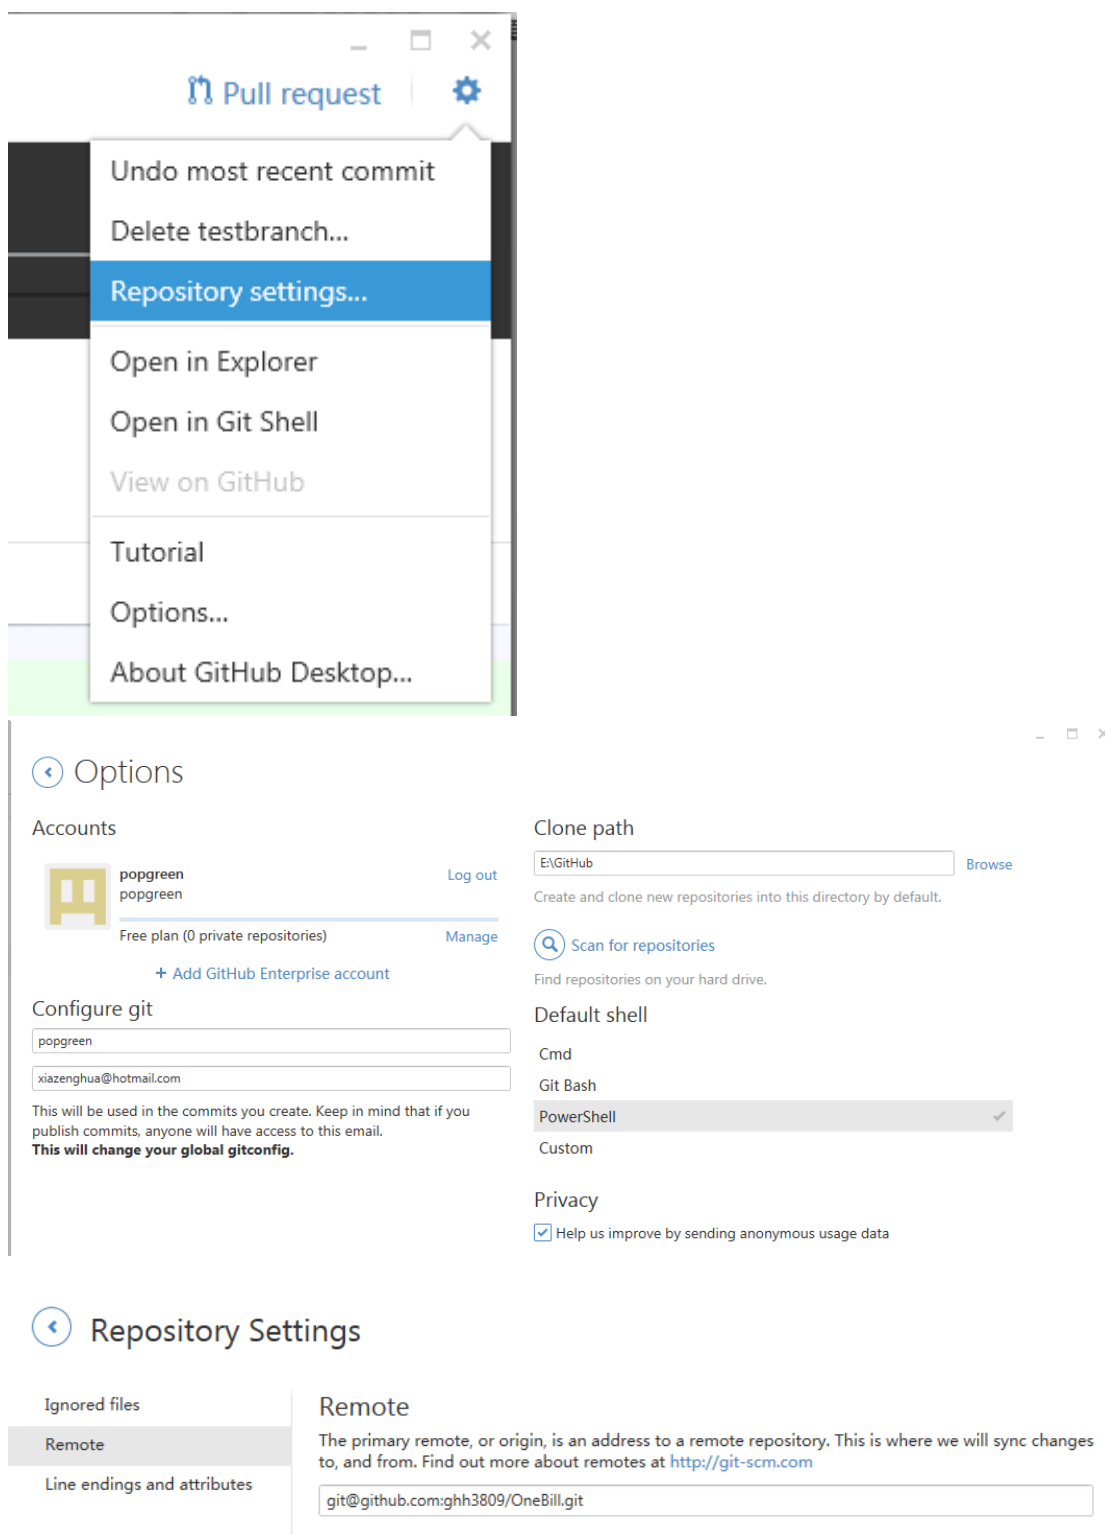 Pull request
Undo most recent commit
Delete testbranch...
Repository settings...
Open in Explorer
Open in Git Shell
View on GitHub
Tutorial
Options...
About GitHub Desktop...
Options
Accounts
popgreen
Log out
popgreen
Free plan (0 private repositories)
Manage
+ Add GitHub Enterprise account
Configure git
popgreen
xiazenghua@hotmail.com
This will be used in the commits you create. Keep in mind that if you
publish commits, anyone will have access to this email.
This will change your global gitconfig.
Clone path
E:\GitHub
Browse
Create and clone new repositories into this directory by default.
Scan for repositories
Find repositories on your hard drive.
Default shell
Cmd
Git Bash
PowerShell
Custom
Privacy
Help us improve by sending anonymous usage data
Repository Settings
Ignored files
Remote
Line endings and attributes
Remote
The primary remote, or origin, is an address to a remote repository. This is where we will sync changes
to, and from. Find out more about remotes at http://git-scm.com
git@github.com:ghh3809/OneBill.git